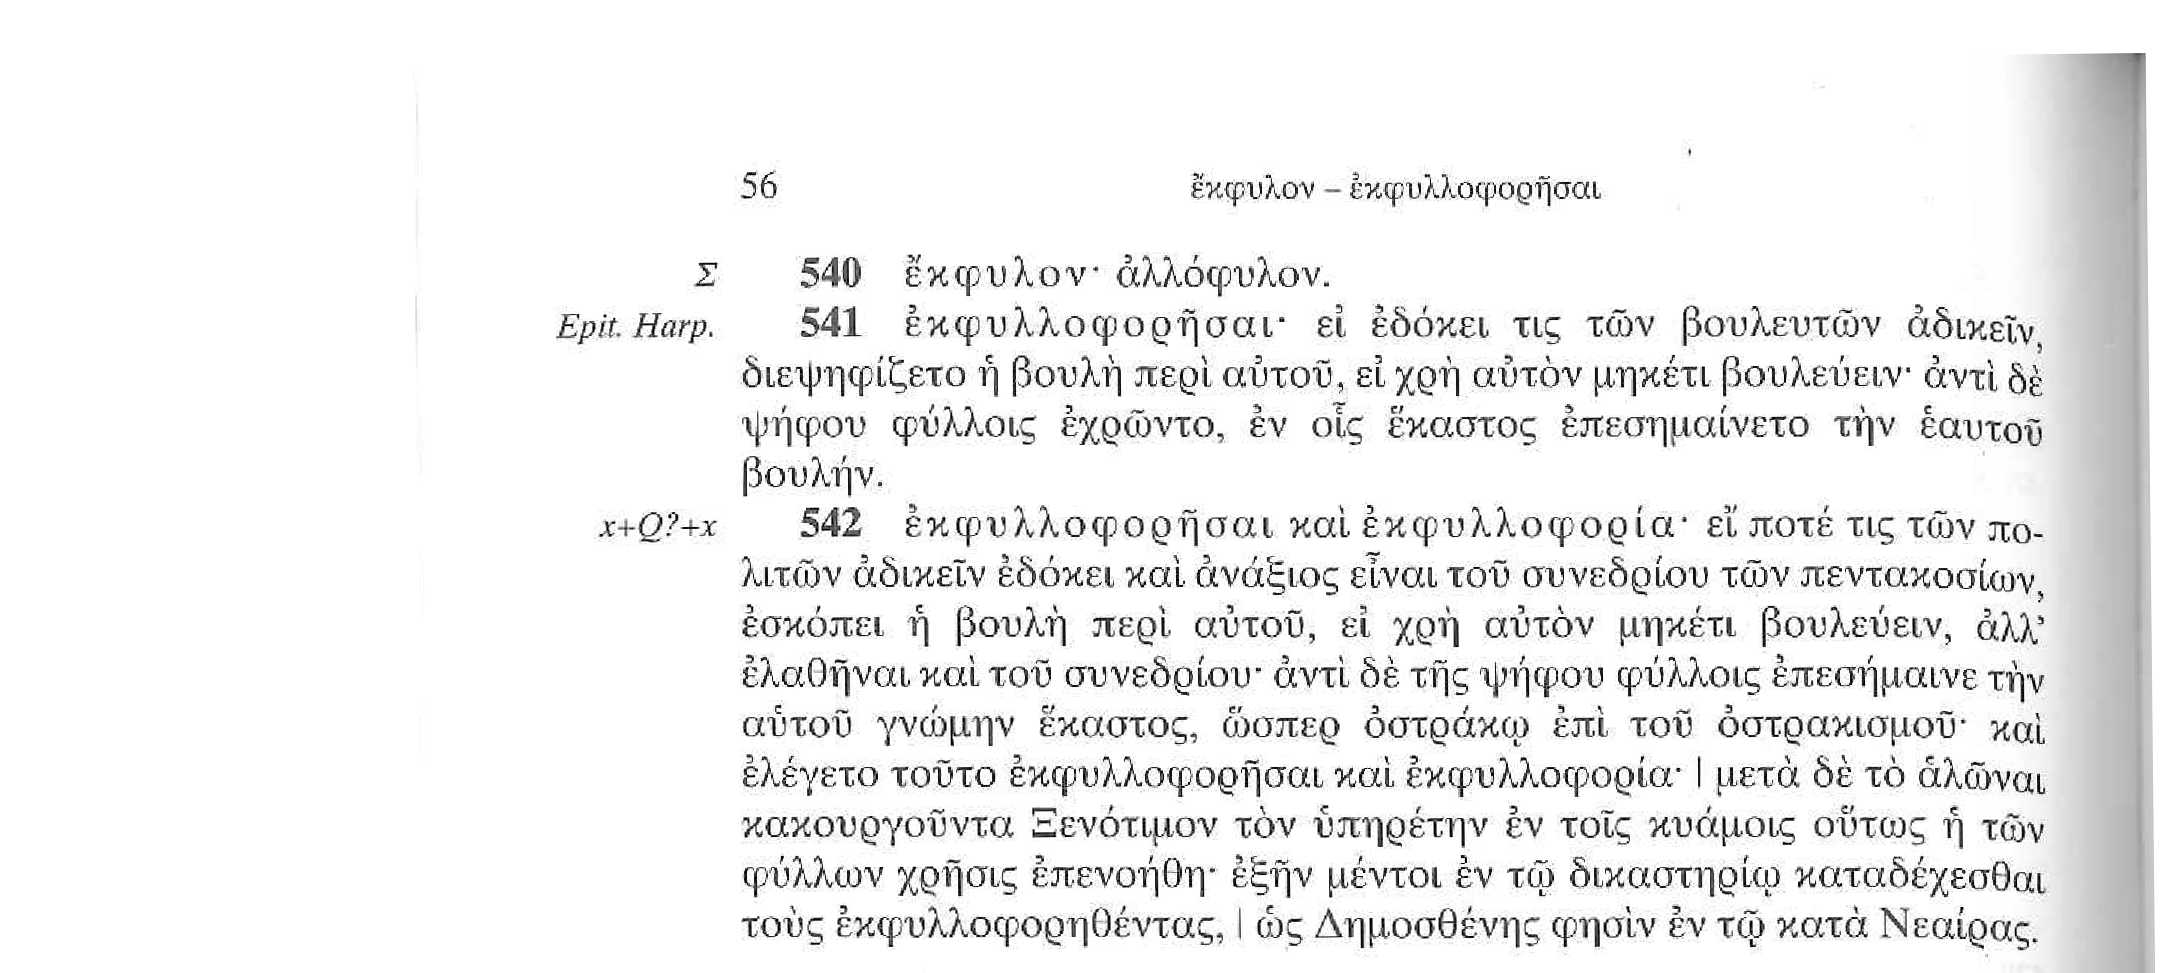 56 ἔκφυλον – ἐκφυλλοφορῆσαι
Σ 540 ἔκφυλον· ἀλλόφυλον.
Epit. Harp. 541 ἐκφυλλοφορῆσαι· εἰ ἐδόκει τις τῶν βουλευτῶν ἀδικεῖν,
διεψηφίζετο ἡ βουλὴ περὶ αὐτοῦ, εἰ χρὴ αὐτὸν μηκέτι βουλεύειν· ἀντὶ δὲ
ψήφου φύλλοις ἐχρῶντο, ἐν οἷς ἕκαστος ἐπεσημαίνετο τὴν ἑαυτοῦ
βουλήν.
x+Q?+x 542 ἐκφυλλοφορῆσαι καὶ ἐκφυλλοφορία· εἴ ποτέ τις τῶν πο-
λιτῶν ἀδικεῖν ἐδόκει καὶ ἀνάξιος εἶναι τοῦ συνεδρίου τῶν πεντακοσίων,
ἐσκόπει ἡ βουλὴ περὶ αὐτοῦ, εἰ χρὴ αὐτὸν μηκέτι βουλεύειν, ἀλλ’
ἐλαθῆναι καὶ τοῦ συνεδρίου· ἀντὶ δὲ τῆς ψήφου φύλλοις ἐπεσήμαινε τὴν
αὑτοῦ γνώμην ἕκαστος, ὥσπερ ὀστράκῳ ἐπὶ τοῦ ὀστρακισμοῦ· καὶ
ἐλέγετο τοῦτο ἐκφυλλοφορῆσαι καὶ ἐκφυλλοφορία· | μετὰ δὲ τὸ ἁλῶναι
κακουργοῦντα Ξενότιμον τὸν ὑπηρέτην ἐν τοῖς κυάμοις οὕτως ἡ τῶν
φύλλων χρῆσις ἐπενοήθη· ἐξῆν μέντοι ἐν τῷ δικαστηρίῳ καταδέχεσθαι
τοὺς ἐκφυλλοφορηθέντας, | ὡς Δημοσθένης φησὶν ἐν τῷ κατὰ Νεαίρας.